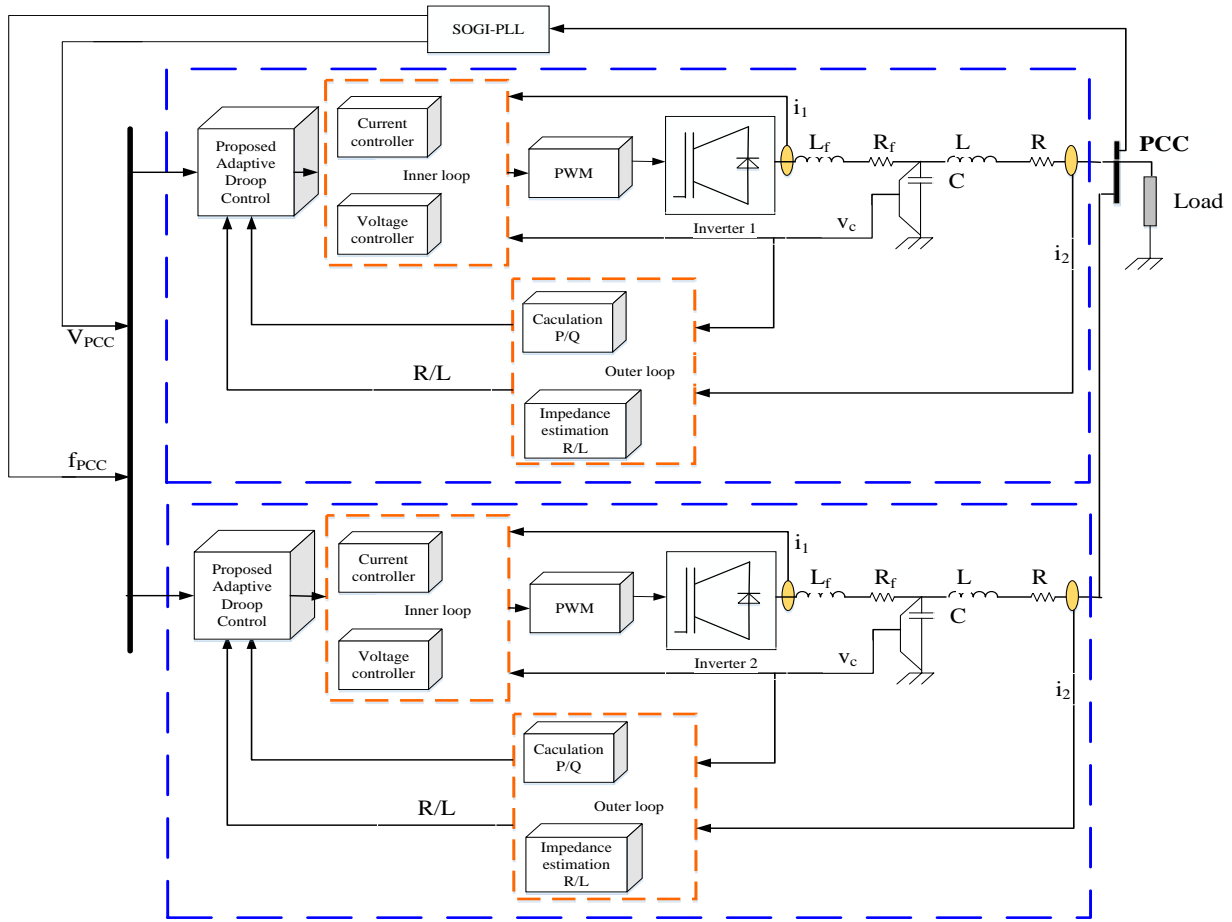 SOGI-PLL
Proposed
Adaptive
Droop
Control
Current
controller
Inner loop
Voltage
controller
PWM
Inverter 1
i1
Lf
Rf
L
R
C
vc
i2
PCC
Load
Caculation
P/Q
Outer loop
Impedance
estimation
R/L
R/L
VPCC
fPCC
Proposed
Adaptive
Droop
Control
Current
controller
Inner loop
Voltage
controller
PWM
Inverter 2
i1
Lf
Rf
L
R
C
vc
i2
Caculation
P/Q
Outer loop
Impedance
estimation
R/L
R/L